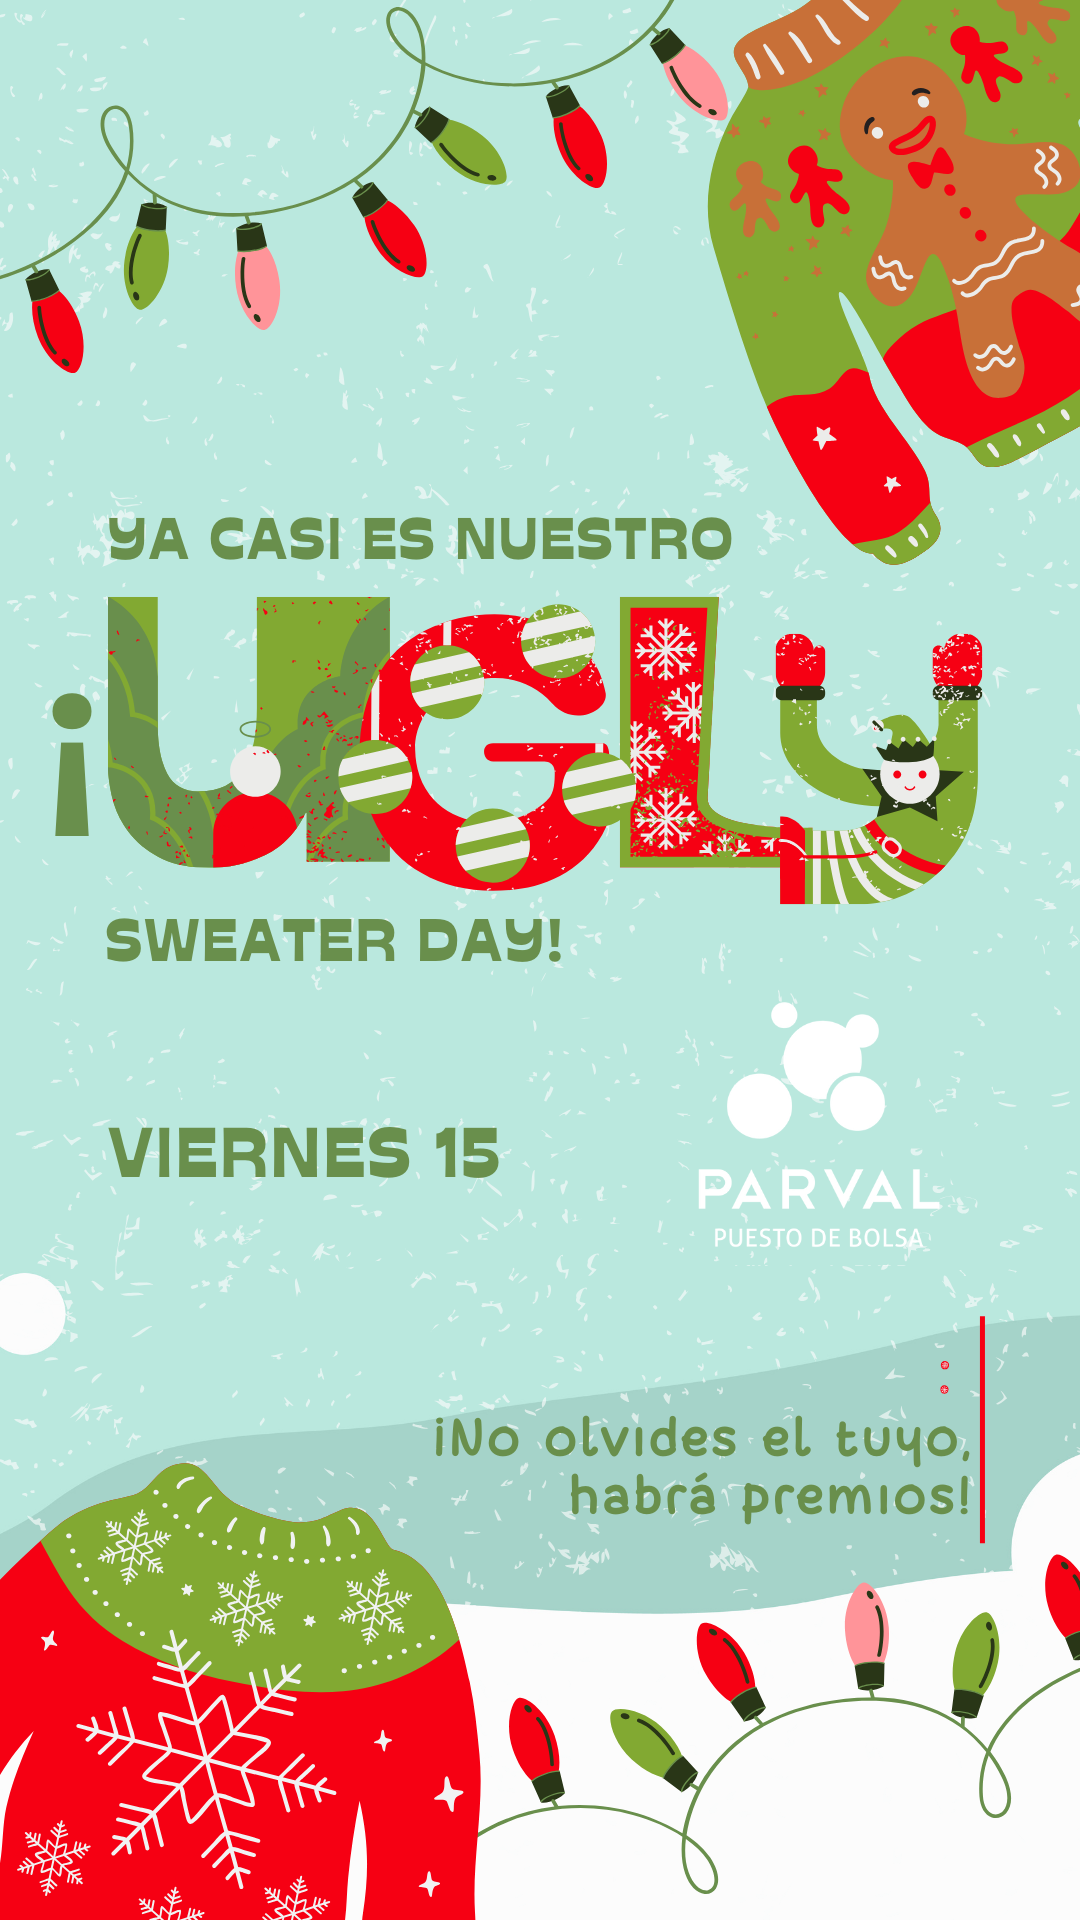 YA CASI ES NUESTRO
¡UGLY
SWEATER DAY!
VIERNES 15
PARVAL
PUESTO DE BOLSA
¡No olvides el tuyo,
habrá premios!